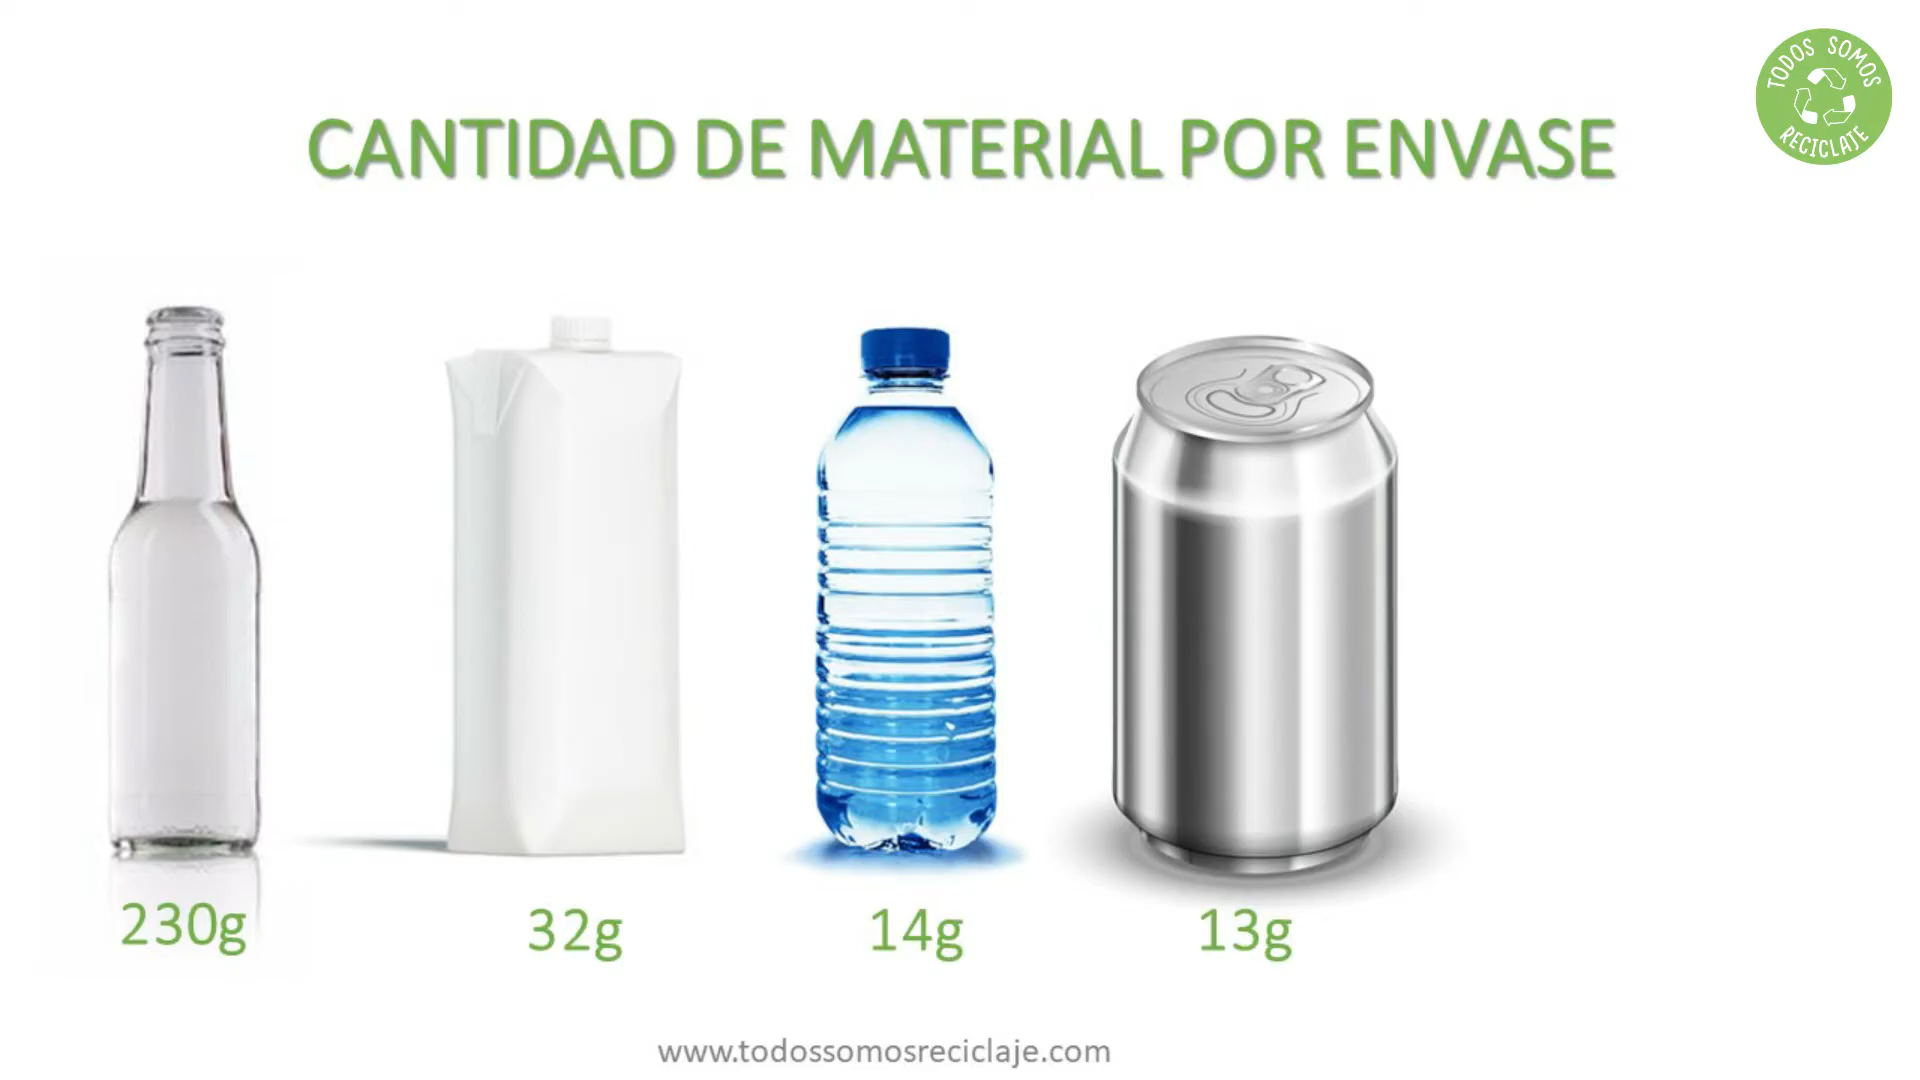 TODOS SOMOS
RECICLAJE
CANTIDAD DE MATERIAL POR ENVASE
230g
32g
14g
13g
www.todossomosreciclaje.com